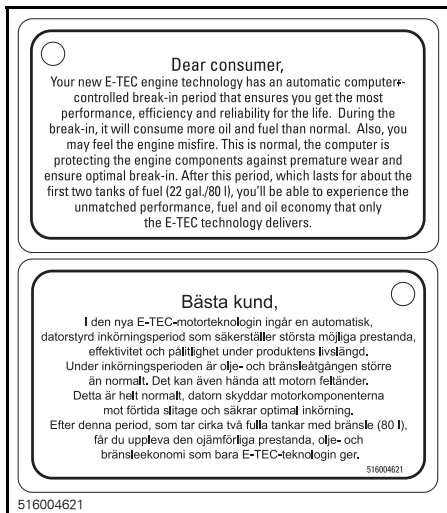 Dear consumer,
Your new E-TEC engine technology has an automatic computer-
controlled break-in period that ensures you get the most
performance, efficiency and reliability for the life.  During the
break-in, it will consume more oil and fuel than normal.  Also, you
may feel the engine misfire. This is normal, the computer is
protecting the engine components against premature wear and
ensure optimal break-in. After this period, which lasts for about the
first two tanks of fuel (22 gal./80 l), you'll be able to experience the
unmatched performance, fuel and oil economy that only
the E-TEC technology delivers.
Bästa kund,
I den nya E-TEC-motorteknologin ingår en automatisk,
datorstyrd inkörningsperiod som säkerställer största möjliga prestanda,
effektivitet och pålitlighet under produktens livslängd.
Under inkörningsperioden är olje- och bränsleåtgången större
än normalt. Det kan även hända att motorn feltänder.
Detta är helt normalt, datorn skyddar motorkomponenterna
mot förtida slitage och säkrar optimal inkörning.
Efter denna period, som tar cirka två fulla tankar med bränsle (80 l),
får du uppleva den ojämförliga prestanda, olje- och
bränsleekonomi som bara E-TEC-teknologin ger.
516004621
516004621